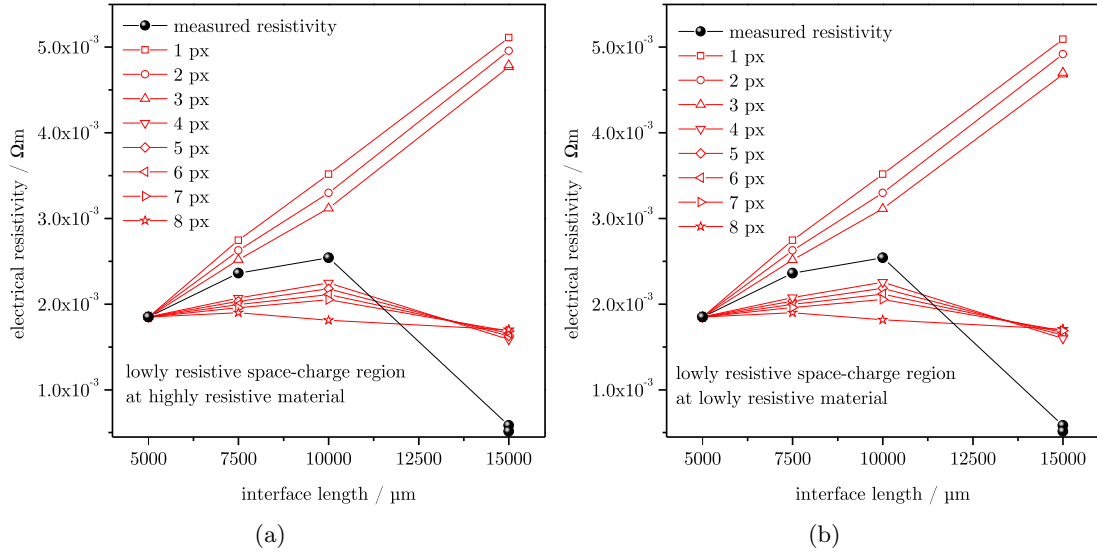 measured resistivity
1 px
2 px
3 px
4 px
5 px
6 px
7 px
8 px
5.0x10⁻³
4.0x10⁻³
3.0x10⁻³
2.0x10⁻³
1.0x10⁻³
electrical resistivity / Ωm
lowly resistive space-charge region
at highly resistive material
5000 7500 10000 12500 15000
interface length / µm
(a)
measured resistivity
1 px
2 px
3 px
4 px
5 px
6 px
7 px
8 px
5.0x10⁻³
4.0x10⁻³
3.0x10⁻³
2.0x10⁻³
1.0x10⁻³
electrical resistivity / Ωm
lowly resistive space-charge region
at lowly resistive material
5000 7500 10000 12500 15000
interface length / µm
(b)